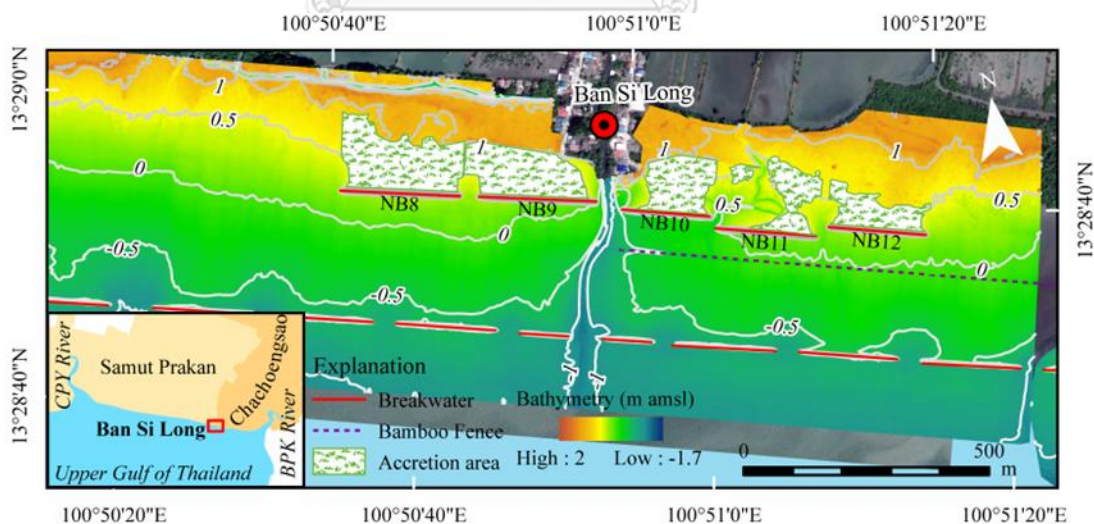 100°50'40"E
100°51'0"E
100°51'20"E
13°29'0"N
13°28'40"N
Ban Si Long
N
1
0.5
0
-0.5
1
0
-0.5
1
0.5
1
0.5
0
-0.5
NB8
NB9
NB10
NB11
NB12
-1
-1
13°28'40"N
CPY River
Samut Prakan
Chachoengsao
Ban Si Long
BPK River
Upper Gulf of Thailand
Explanation
Breakwater
Bamboo Fence
Accretion area
Bathymetry (m amsl)
High : 2 Low : -1.7
0 500
m
100°50'20"E
100°50'40"E
100°51'0"E
100°51'20"E